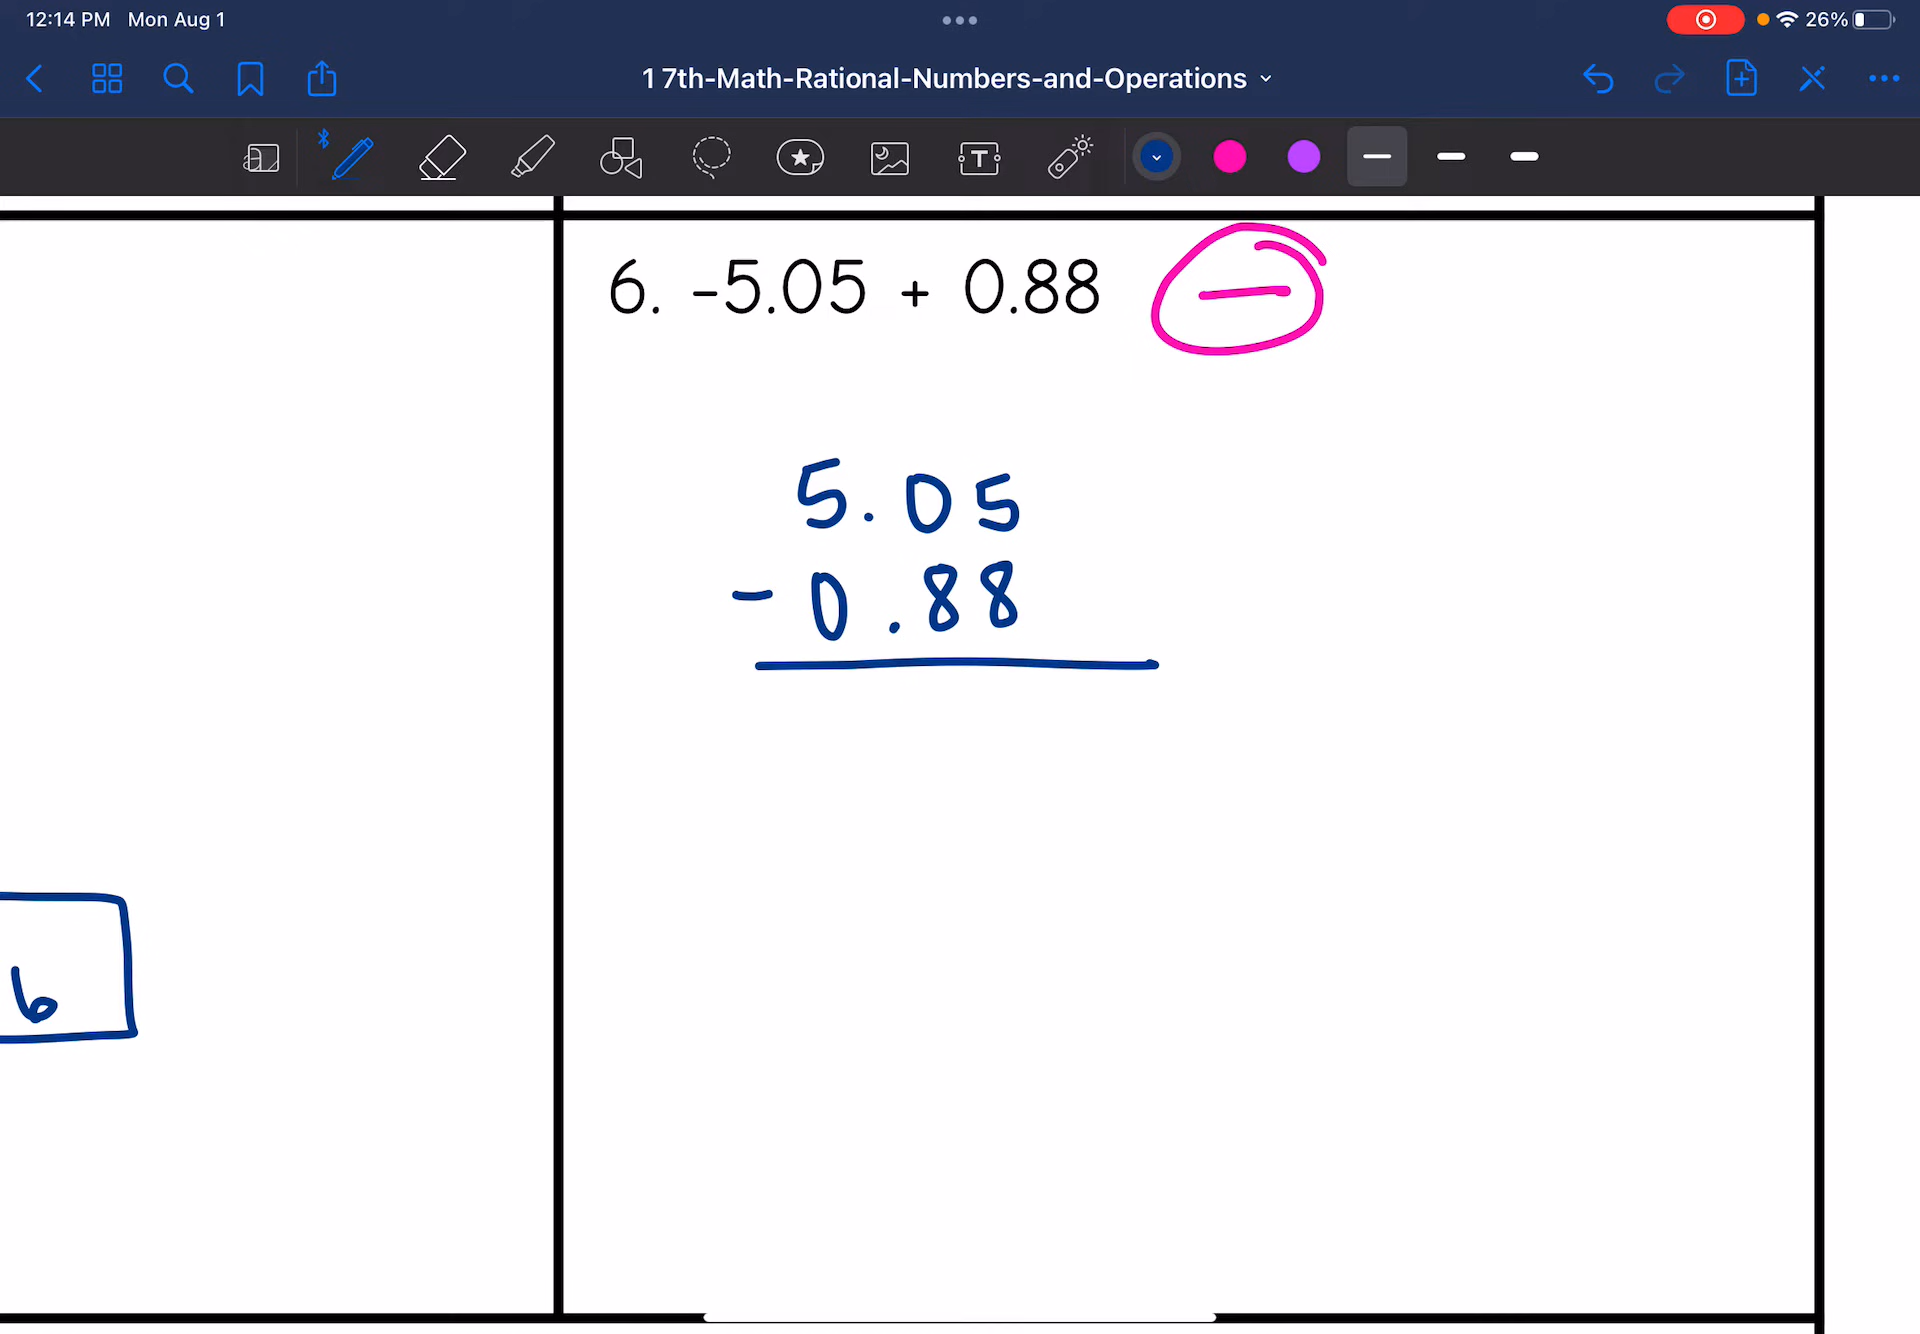 12:14 PM Mon Aug 1
26%
1 7th-Math-Rational-Numbers-and-Operations
T
6. -5.05 + 0.88 −
5.05
- 0.88
6